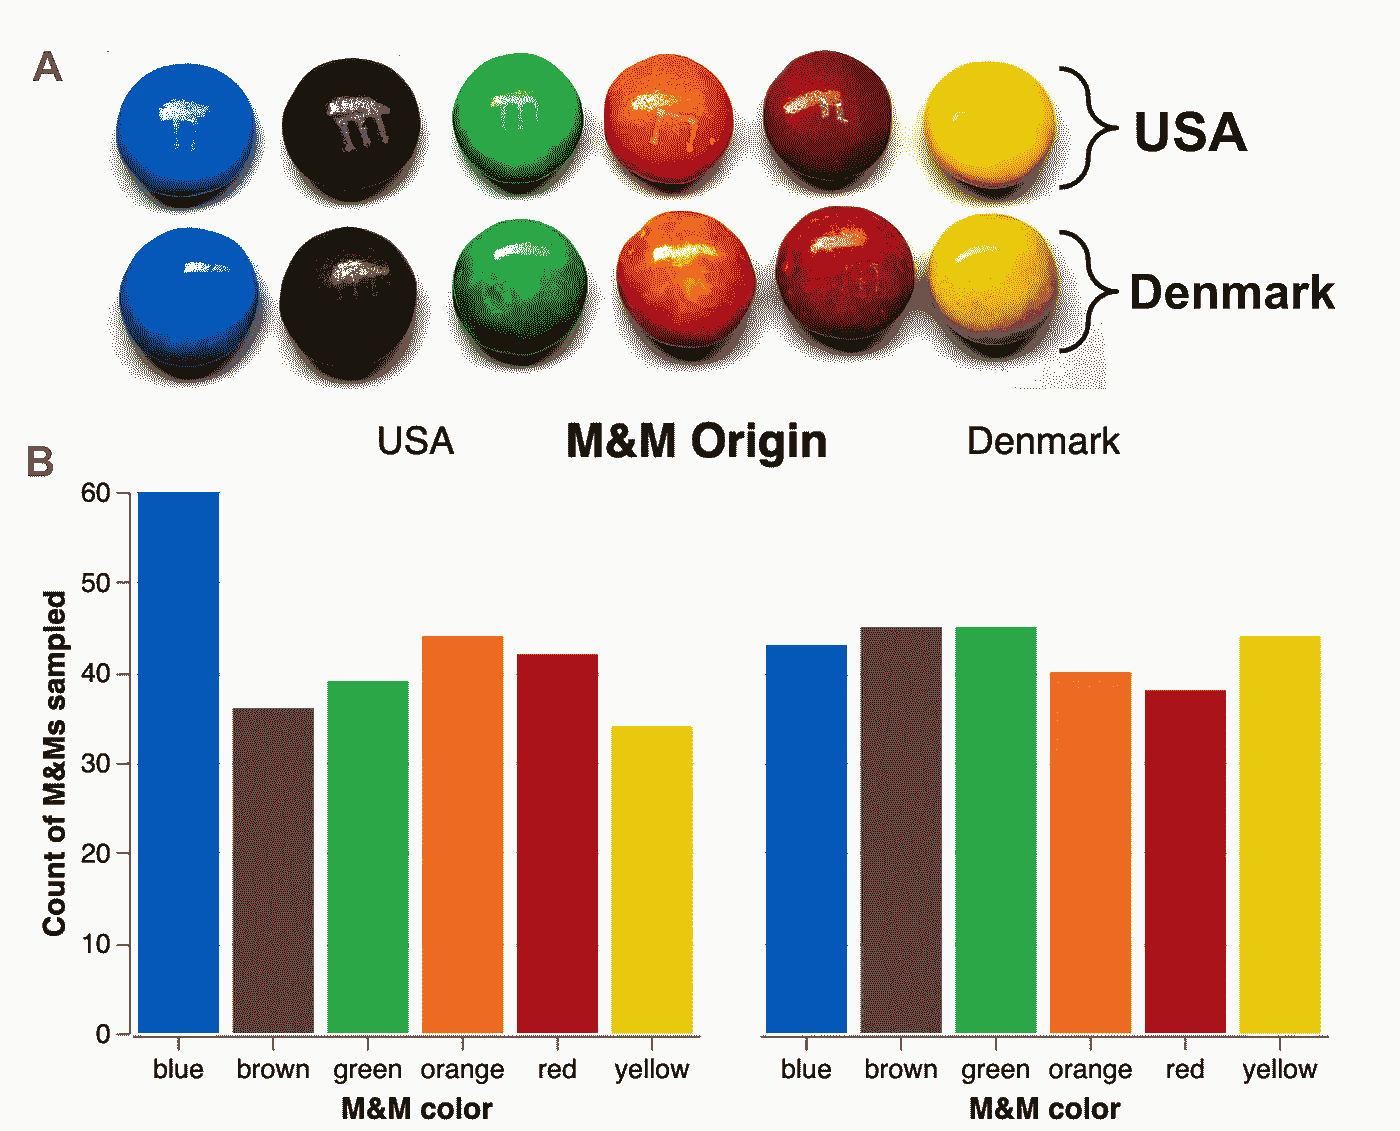 A
USA
Denmark
USA M&M Origin Denmark
B
Count of M&Ms sampled
60
50
40
30
20
10
0
blue brown green orange red yellow
blue brown green orange red yellow
M&M color
M&M color